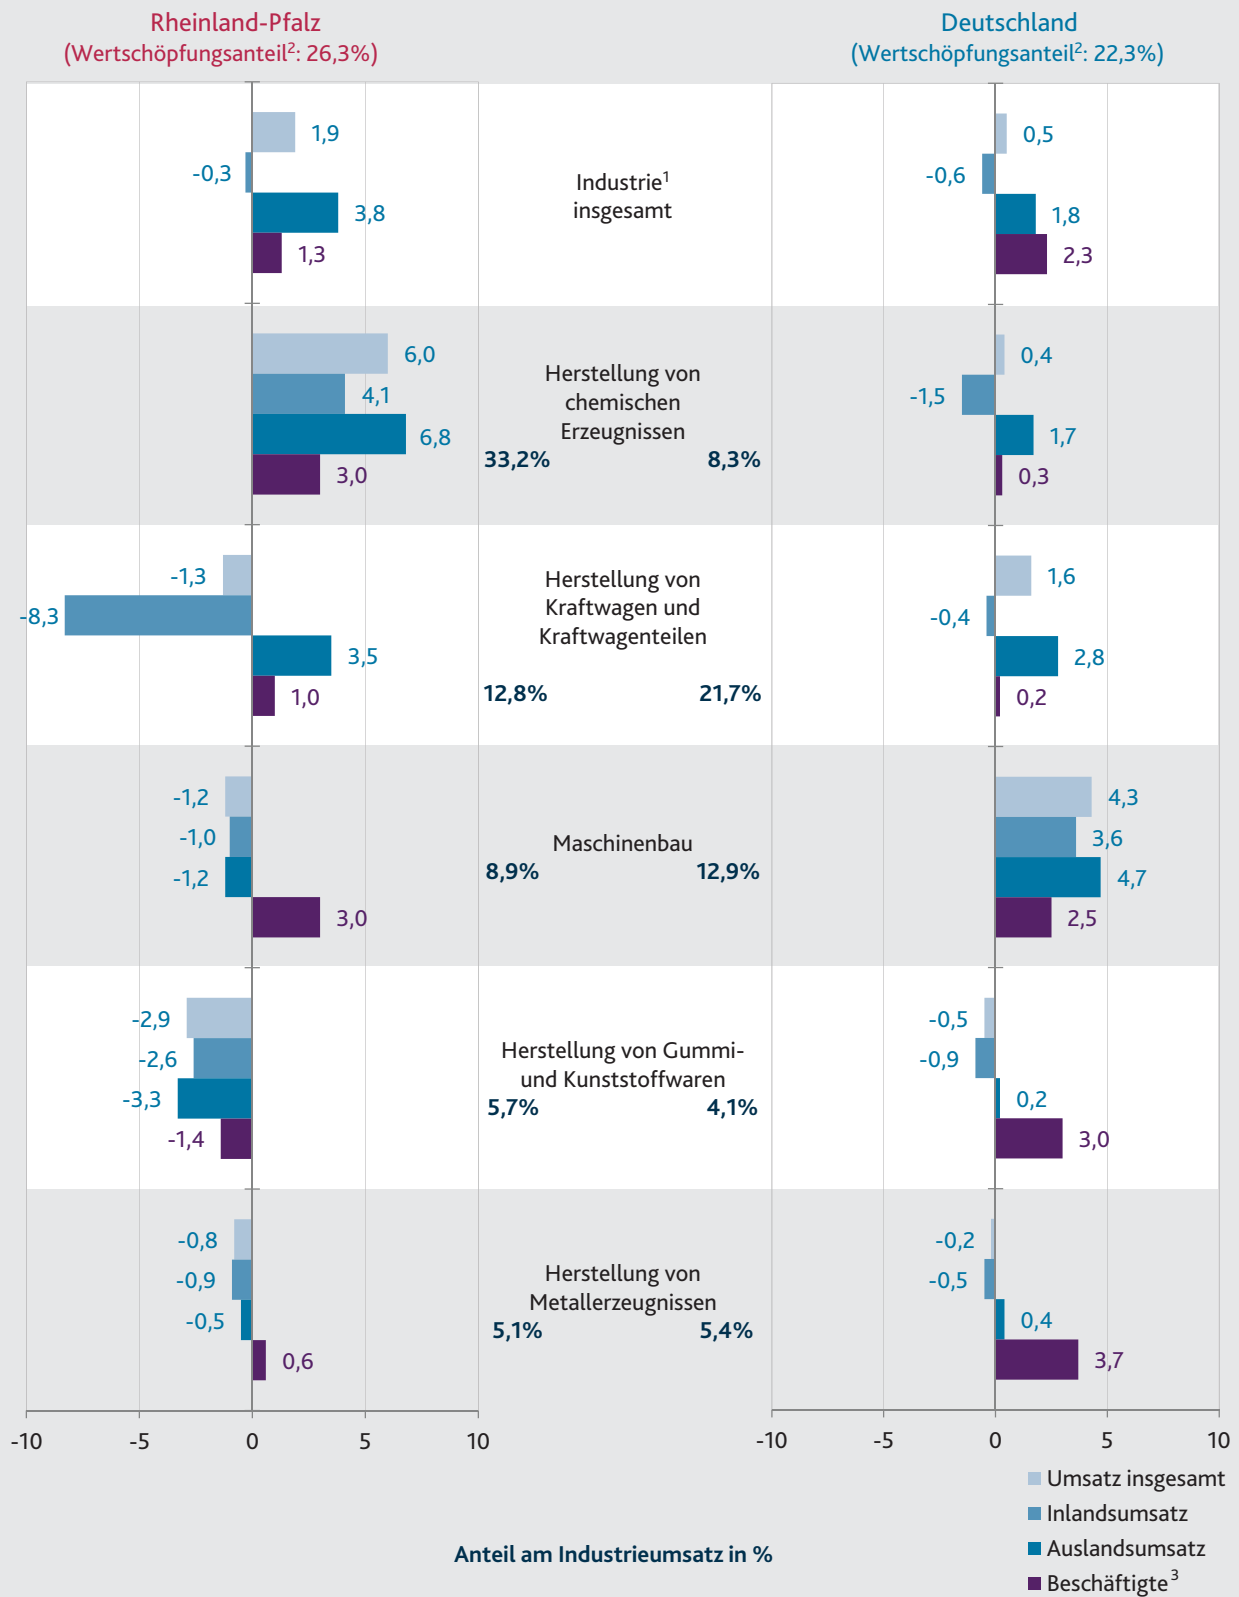 Rheinland-Pfalz
(Wertschöpfungsanteil²: 26,3%)
Deutschland
(Wertschöpfungsanteil²: 22,3%)
1,9
-0,3
3,8
1,3
Industrie¹
insgesamt
0,5
-0,6
1,8
2,3
6,0
4,1
6,8
3,0
Herstellung von
chemischen
Erzeugnissen
33,2% 8,3%
0,4
-1,5
1,7
0,3
-1,3
-8,3
3,5
1,0
Herstellung von
Kraftwagen und
Kraftwagenteilen
12,8% 21,7%
1,6
-0,4
2,8
0,2
-1,2
-1,0
-1,2
3,0
Maschinenbau
8,9% 12,9%
4,3
3,6
4,7
2,5
-2,9
-2,6
-3,3
-1,4
Herstellung von Gummi-
und Kunststoffwaren
5,7% 4,1%
-0,5
-0,9
0,2
3,0
-0,8
-0,9
-0,5
0,6
Herstellung von
Metallerzeugnissen
5,1% 5,4%
-0,2
-0,5
0,4
3,7
-10 -5 0 5 10
-10 -5 0 5 10
Umsatz insgesamt
Inlandsumsatz
Auslandsumsatz
Beschäftigte³
Anteil am Industrieumsatz in %